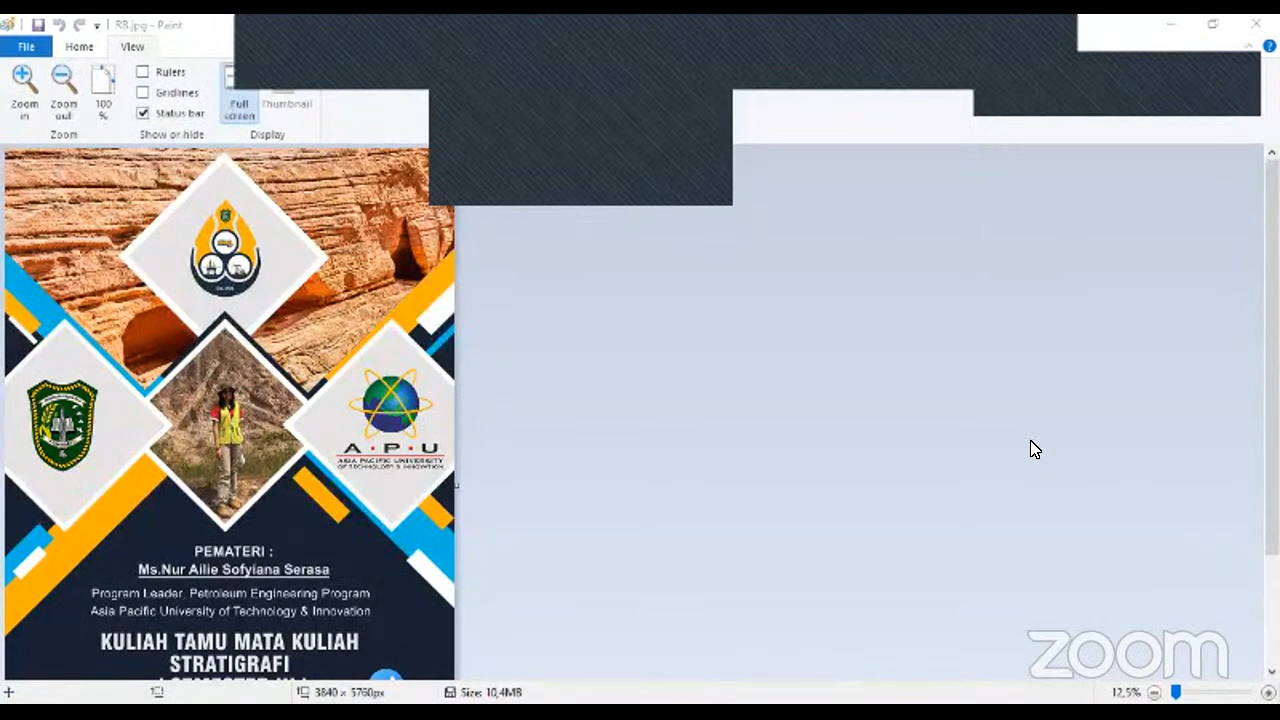 R8.jpg - Paint
File Home View
Rulers
Gridlines
Status bar
Zoom in
Zoom out
100 %
Full screen
Thumbnail
Zoom
Show or hide
Display
A · P · U
ASIA PACIFIC UNIVERSITY
OF TECHNOLOGY & INNOVATION
PEMATERI :
Ms.Nur Ailie Sofyiana Serasa
Program Leader, Petroleum Engineering Program
Asia Pacific University of Technology & Innovation
KULIAH TAMU MATA KULIAH
STRATIGRAFI
zoom
3840 × 5760px
Size: 10,4MB
12,5%